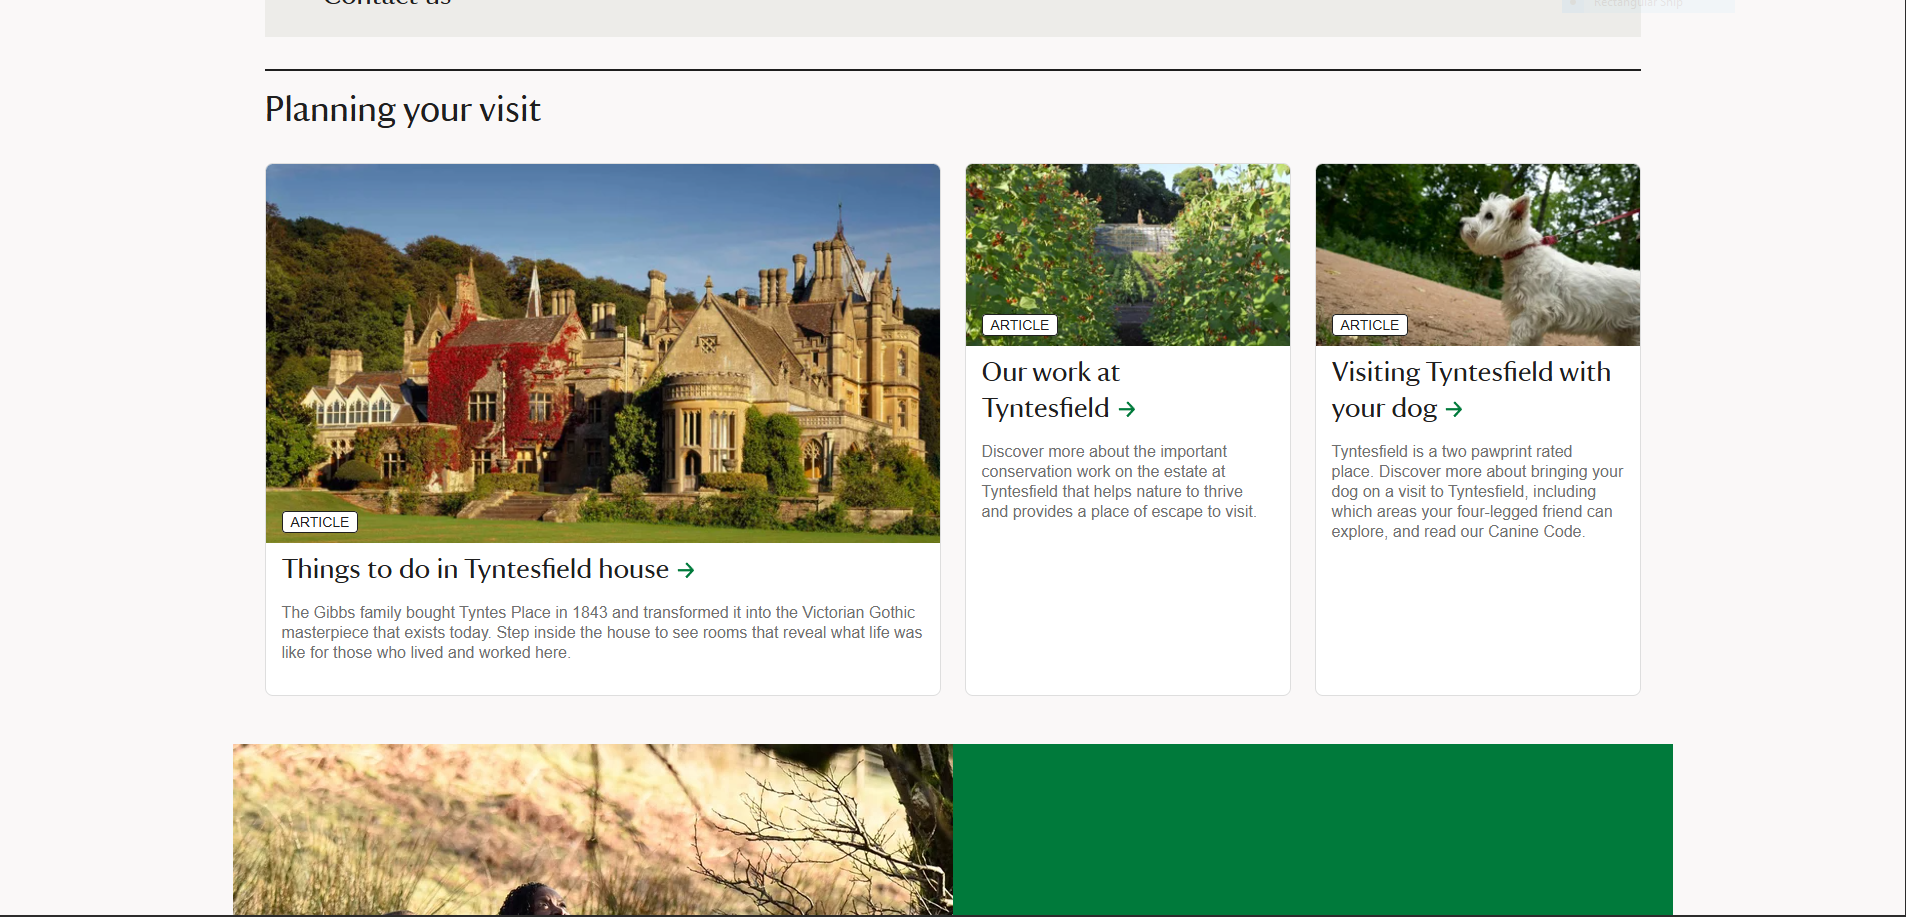 Contact us
Rectangular Snip
Planning your visit
ARTICLE
Things to do in Tyntesfield house →
The Gibbs family bought Tyntes Place in 1843 and transformed it into the Victorian Gothic
masterpiece that exists today. Step inside the house to see rooms that reveal what life was
like for those who lived and worked here.
ARTICLE
Our work at
Tyntesfield →
Discover more about the important
conservation work on the estate at
Tyntesfield that helps nature to thrive
and provides a place of escape to visit.
ARTICLE
Visiting Tyntesfield with
your dog →
Tyntesfield is a two pawprint rated
place. Discover more about bringing your
dog on a visit to Tyntesfield, including
which areas your four-legged friend can
explore, and read our Canine Code.